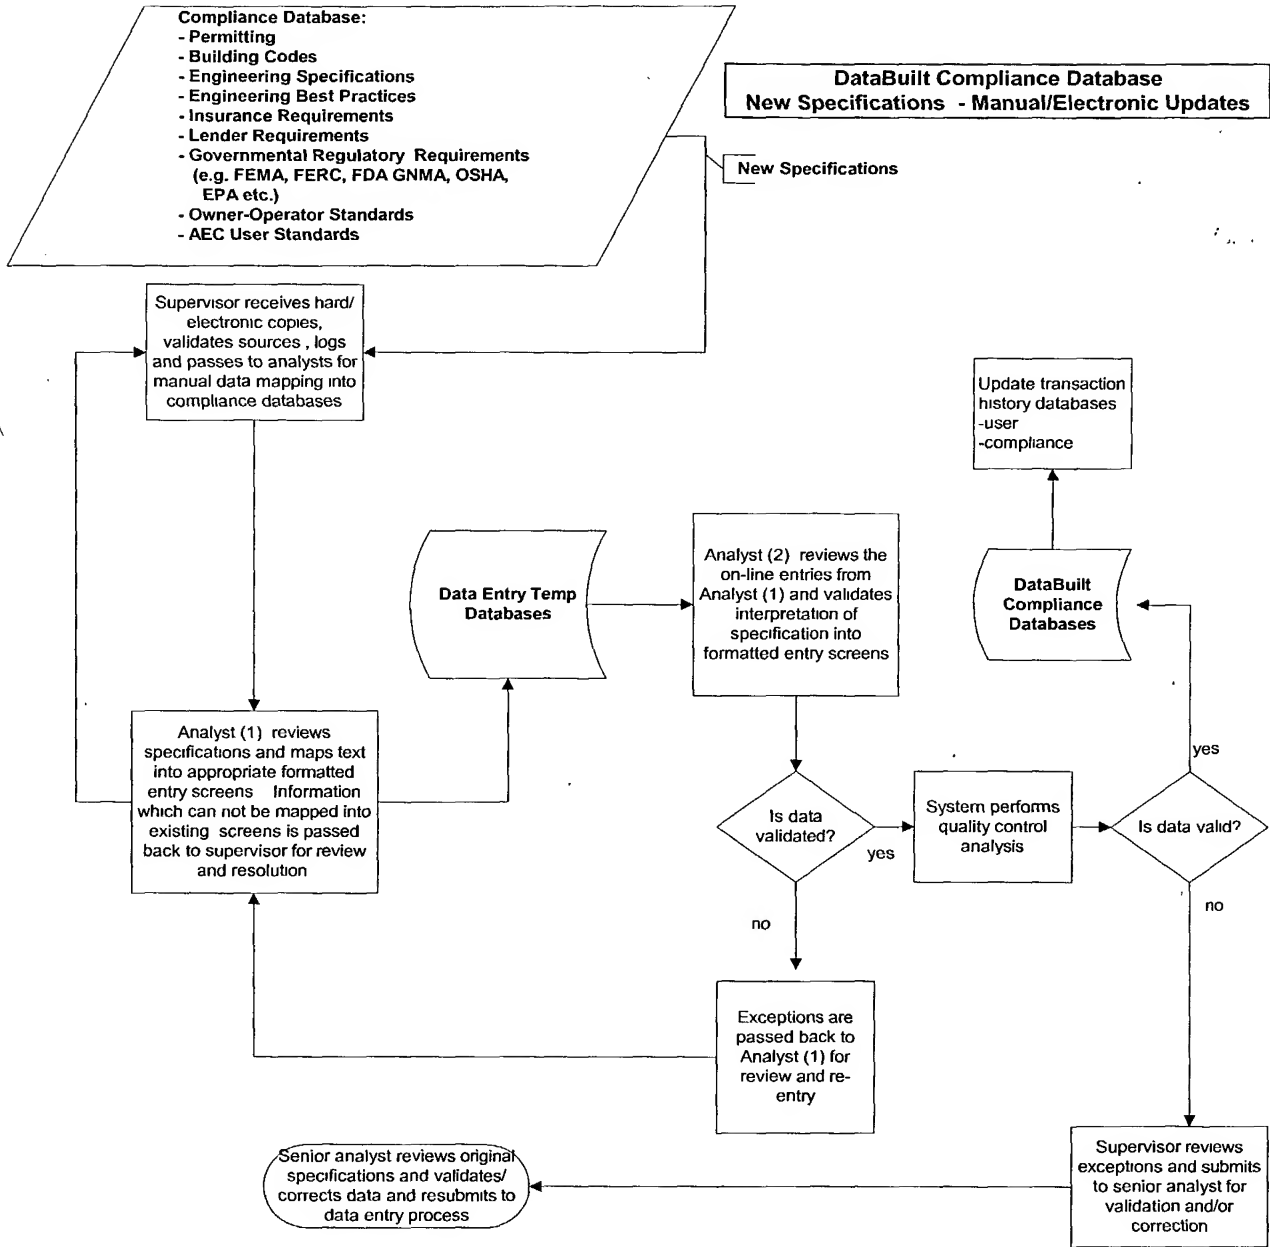 Compliance Database:
- Permitting
- Building Codes
- Engineering Specifications
- Engineering Best Practices
- Insurance Requirements
- Lender Requirements
- Governmental Regulatory Requirements
(e.g. FEMA, FERC, FDA GNMA, OSHA,
EPA etc.)
- Owner-Operator Standards
- AEC User Standards
DataBuilt Compliance Database
New Specifications - Manual/Electronic Updates
New Specifications
Supervisor receives hard/
electronic copies,
validates sources , logs
and passes to analysts for
manual data mapping into
compliance databases
Update transaction
history databases
-user
-compliance
Data Entry Temp
Databases
Analyst (2) reviews the
on-line entries from
Analyst (1) and validates
interpretation of
specification into
formatted entry screens
DataBuilt
Compliance
Databases
Analyst (1) reviews
specifications and maps text
into appropriate formatted
entry screens Information
which can not be mapped into
existing screens is passed
back to supervisor for review
and resolution
yes
Is data
validated?
yes
System performs
quality control
analysis
Is data valid?
no
no
Exceptions are
passed back to
Analyst (1) for
review and re-
entry
Senior analyst reviews original
specifications and validates/
corrects data and resubmits to
data entry process
Supervisor reviews
exceptions and submits
to senior analyst for
validation and/or
correction